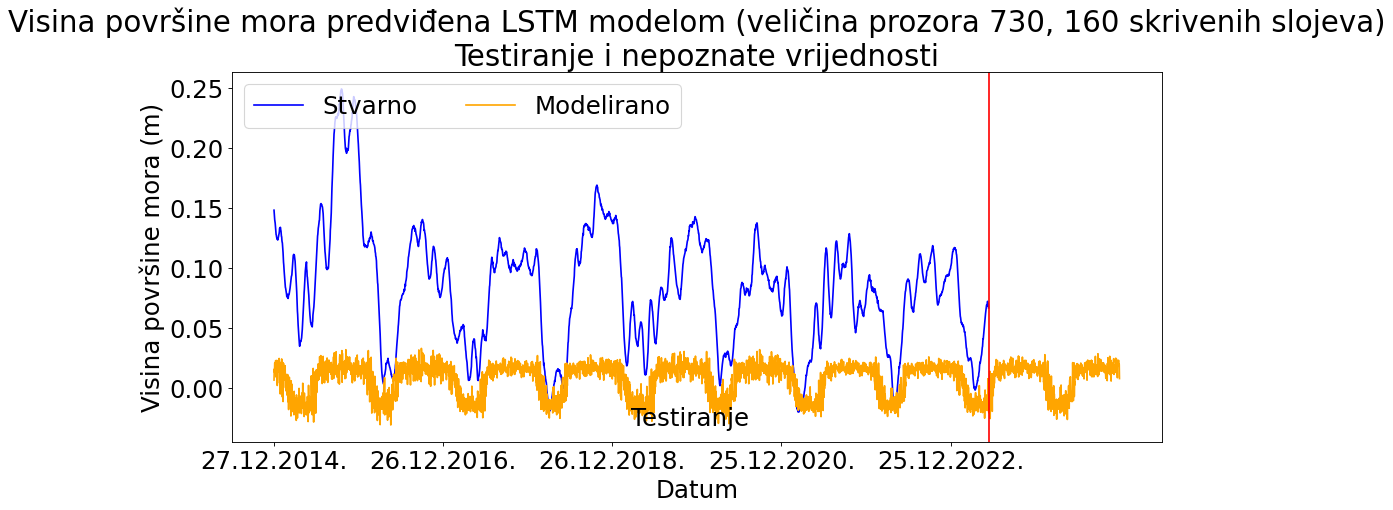 Visina površine mora predviđena LSTM modelom (veličina prozora 730, 160 skrivenih slojeva)
Testiranje i nepoznate vrijednosti
Stvarno Modelirano
Visina površine mora (m)
0.25
0.20
0.15
0.10
0.05
0.00
Testiranje
27.12.2014. 26.12.2016. 26.12.2018. 25.12.2020. 25.12.2022.
Datum